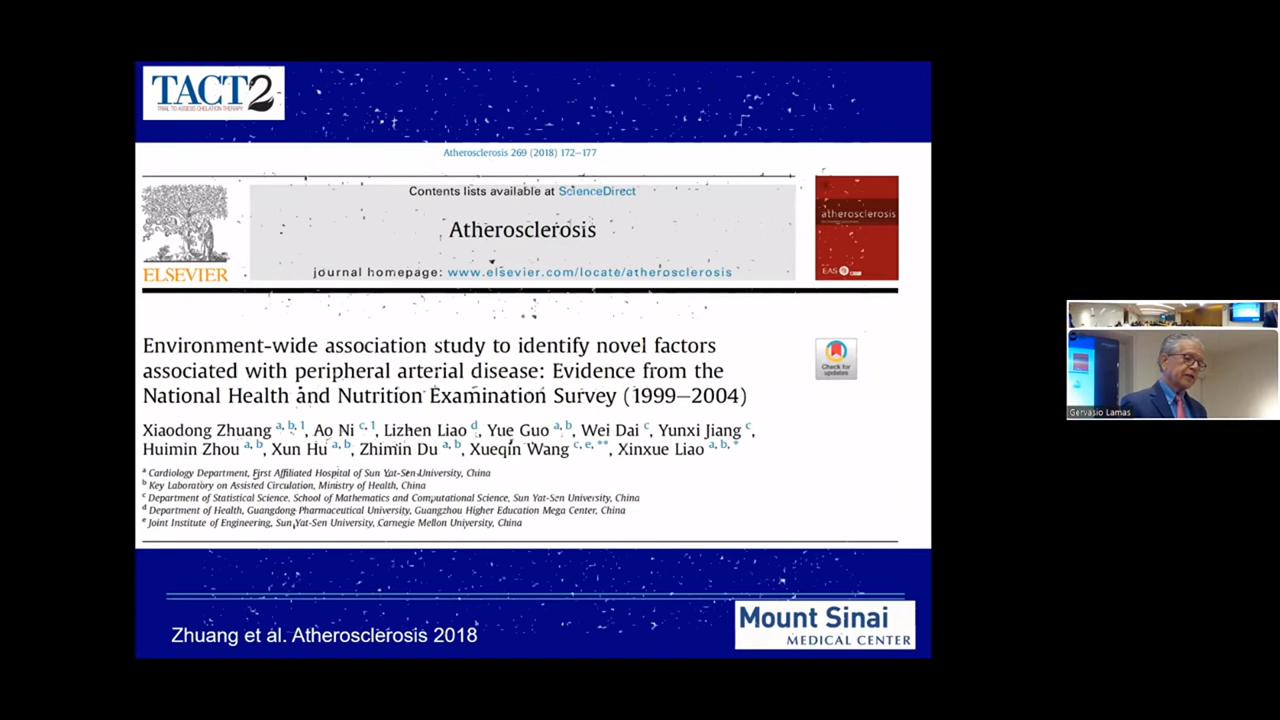 TACT2
TRIAL TO ASSESS CHELATION THERAPY
Atherosclerosis 269 (2018) 172–177
Contents lists available at ScienceDirect
Atherosclerosis
journal homepage: www.elsevier.com/locate/atherosclerosis
ELSEVIER
atherosclerosis
EAS
Environment-wide association study to identify novel factors
associated with peripheral arterial disease: Evidence from the
National Health and Nutrition Examination Survey (1999–2004)
Check for
updates
Xiaodong Zhuang a, b, 1, Ao Ni c, 1, Lizhen Liao d, Yue Guo a, b, Wei Dai c, Yunxi Jiang c,
Huimin Zhou a, b, Xun Hu a, b, Zhimin Du a, b, Xueqin Wang c, e, **, Xinxue Liao a, b, *
a Cardiology Department, First Affiliated Hospital of Sun Yat-Sen University, China
b Key Laboratory on Assisted Circulation, Ministry of Health, China
c Department of Statistical Science, School of Mathematics and Computational Science, Sun Yat-Sen University, China
d Department of Health, Guangdong Pharmaceutical University, Guangzhou Higher Education Mega Center, China
e Joint Institute of Engineering, Sun Yat-Sen University, Carnegie Mellon University, China
Zhuang et al. Atherosclerosis 2018
Mount Sinai
MEDICAL CENTER
Gervasio Lamas